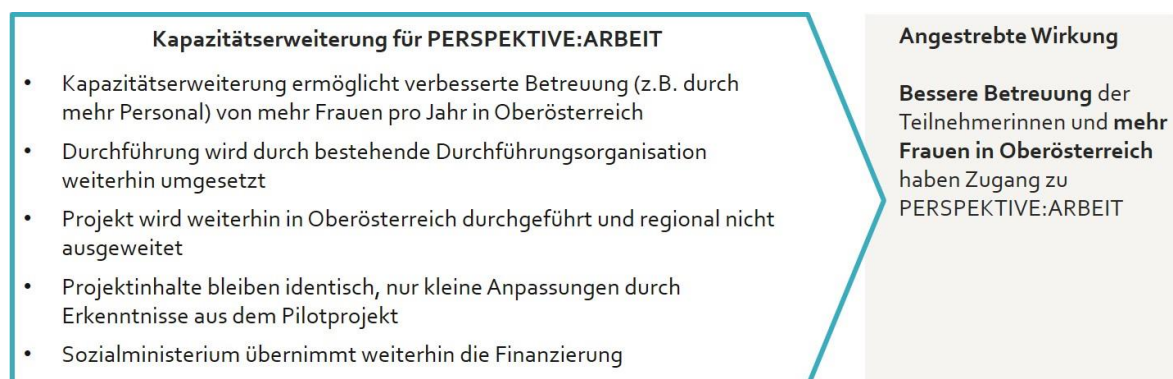 Kapazitätserweiterung für PERSPEKTIVE:ARBEIT
• Kapazitätserweiterung ermöglicht verbesserte Betreuung (z.B. durch
mehr Personal) von mehr Frauen pro Jahr in Oberösterreich
• Durchführung wird durch bestehende Durchführungsorganisation
weiterhin umgesetzt
• Projekt wird weiterhin in Oberösterreich durchgeführt und regional nicht
ausgeweitet
• Projektinhalte bleiben identisch, nur kleine Anpassungen durch
Erkenntnisse aus dem Pilotprojekt
• Sozialministerium übernimmt weiterhin die Finanzierung
Angestrebte Wirkung
Bessere Betreuung der
Teilnehmerinnen und mehr
Frauen in Oberösterreich
haben Zugang zu
PERSPEKTIVE:ARBEIT